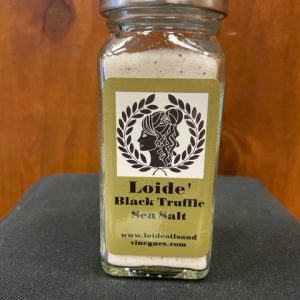 Loide'
Black Truffle
Sea Salt
www.loideoilsand
vinegars.com